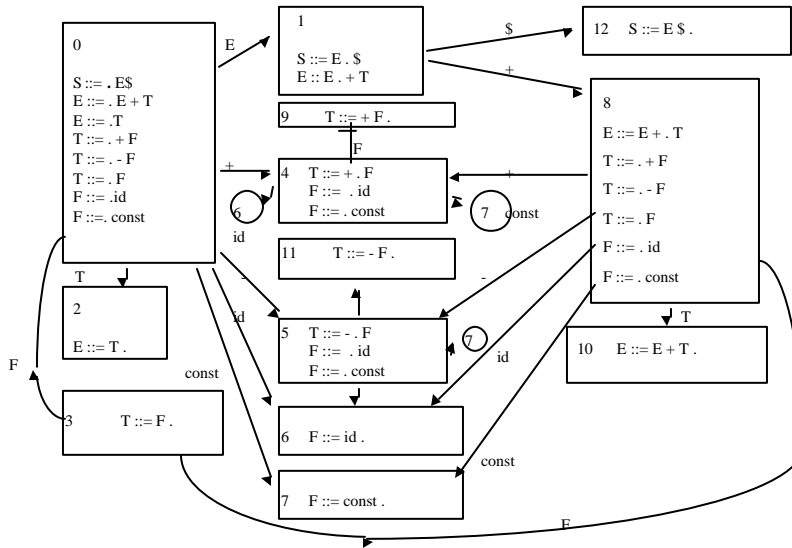 0
S ::= . E$
E ::= . E + T
E ::= .T
T ::= . + F
T ::= . - F
T ::= . F
F ::= .id
F ::=. const
E
1
S ::= E . $
E :: E . + T
$
12 S ::= E $ .
+
8
E ::= E + . T
T ::= . + F
T ::= . - F
T ::= . F
F ::= . id
F ::= . const
9 T ::= + F .
F
+
4 T ::= + . F
F ::= . id
F ::= . const
+
6
id
7 const
11 T ::= - F .
-
-
T
2
E ::= T .
id
5 T ::= - . F
F ::= . id
F ::= . const
7
id
T
10 E ::= E + T .
F
const
3 T ::= F .
6 F ::= id .
const
7 F ::= const .
F